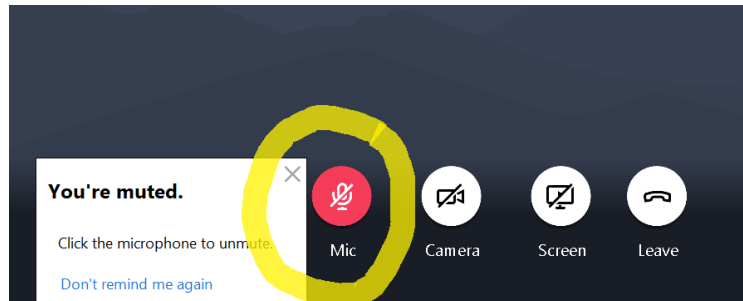 You're muted.
Click the microphone to unmute.
Don't remind me again
Mic Camera Screen Leave